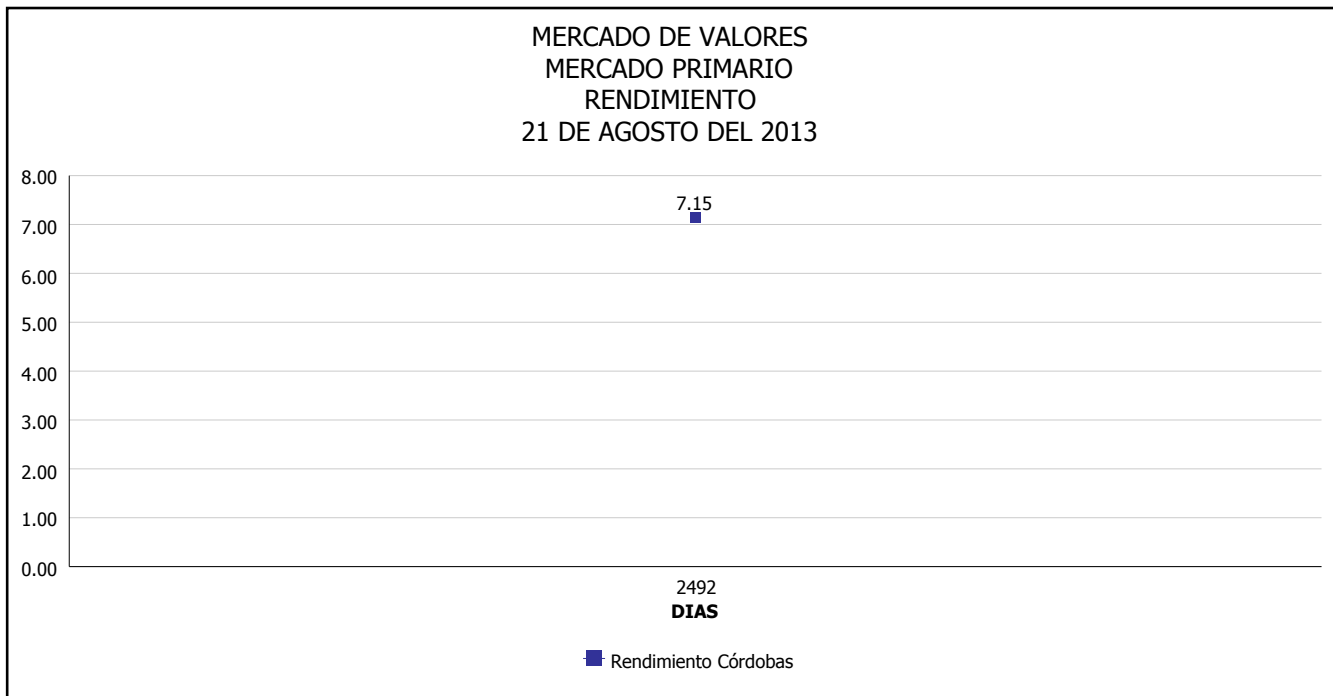 MERCADO DE VALORES
MERCADO PRIMARIO
RENDIMIENTO
21 DE AGOSTO DEL 2013
8.00
7.15
7.00
6.00
5.00
4.00
3.00
2.00
1.00
0.00
2492
DIAS
Rendimiento Córdobas